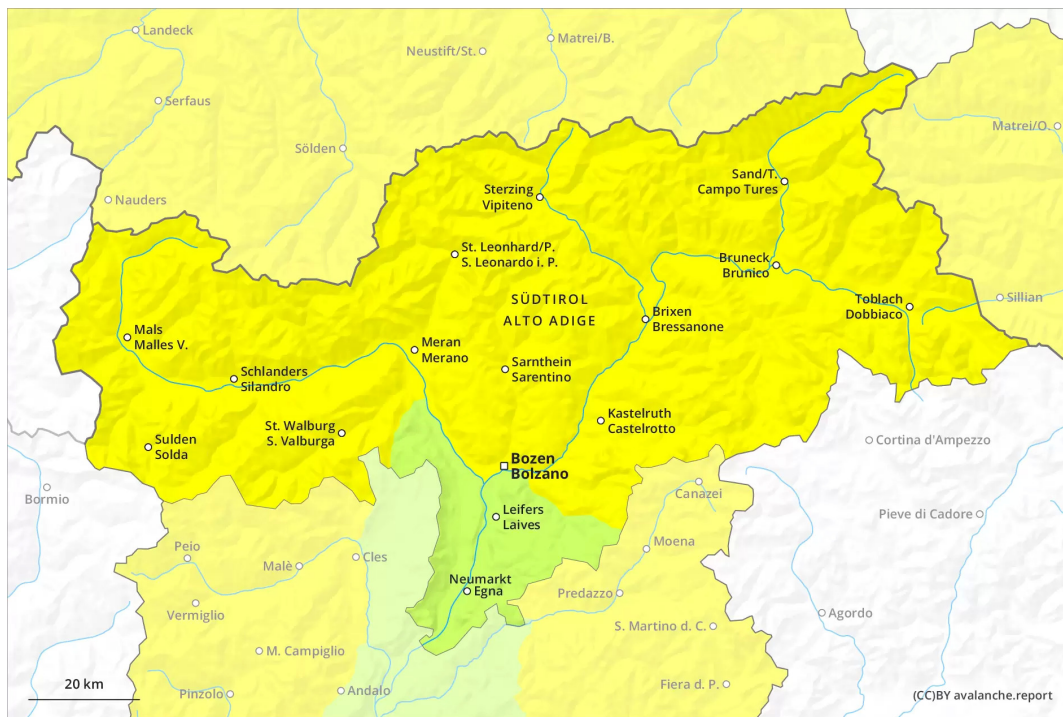 Landeck
Matrei/B.
Neustift/St.
Serfaus
Matrei/O.
Sölden
Sand/T.
Campo Tures
Sterzing
Vipiteno
Nauders
St. Leonhard/P.
S. Leonardo i. P.
Bruneck
Brunico
SÜDTIROL
ALTO ADIGE
Toblach
Dobbiaco
Sillian
Brixen
Bressanone
Mals
Malles V.
Meran
Merano
Sarnthein
Sarentino
Schlanders
Silandro
Kastelruth
Castelrotto
St. Walburg
S. Valburga
Sulden
Solda
Cortina d'Ampezzo
Bozen
Bolzano
Bormio
Canazei
Leifers
Laives
Pieve di Cadore
Moena
Peio
Cles
Malè
Neumarkt
Egna
Predazzo
Vermiglio
Agordo
S. Martino d. C.
M. Campiglio
20 km
Pinzolo
Andalo
Fiera d. P.
(CC)BY avalanche.report